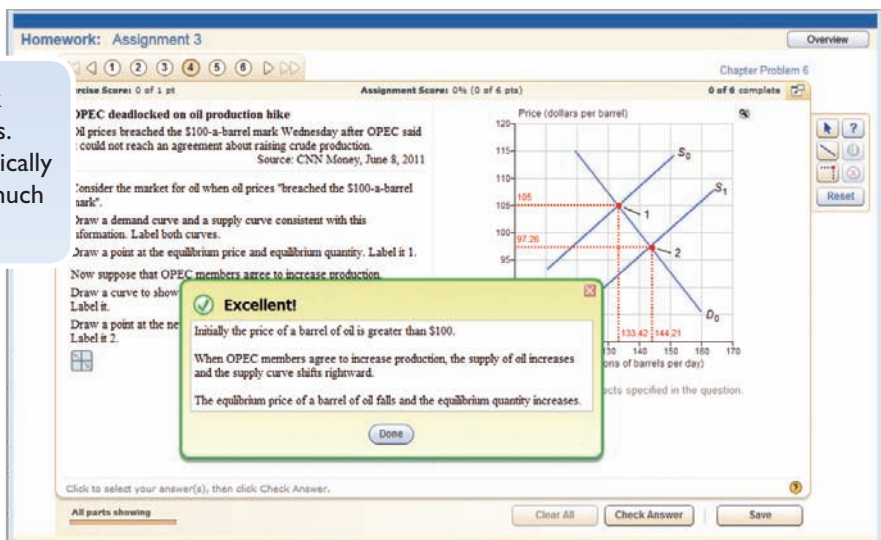 Homework: Assignment 3
Overview
1 2 3 4 5 6
Chapter Problem 6
Score: 0 of 1 pt
Assignment Score: 0% (0 of 6 pts)
0 of 6 complete
s.
ically
much
OPEC deadlocked on oil production hike
Oil prices breached the $100-a-barrel mark Wednesday after OPEC said
could not reach an agreement about raising crude production.
Source: CNN Money, June 8, 2011
Consider the market for oil when oil prices "breached the $100-a-barrel
mark".
Draw a demand curve and a supply curve consistent with this
information. Label both curves.
Draw a point at the equilibrium price and equilibrium quantity. Label it 1.
Now suppose that OPEC members agree to increase production.
Draw a curve to show
Label it.
Draw a point at the ne
Label it 2.
Price (dollars per barrel)
120
115
110
105
100
95
105
97.26
S0
S1
1
2
D0
133.42 144.21
30 140 150 160 170
ons of barrels per day)
cts specified in the question.
?
Reset
Excellent!
Initially the price of a barrel of oil is greater than $100.
When OPEC members agree to increase production, the supply of oil increases
and the supply curve shifts rightward.
The equlibrium price of a barrel of oil falls and the equilibrium quantity increases.
Done
Click to select your answer(s), then click Check Answer.
?
All parts showing
Clear All
Check Answer
Save